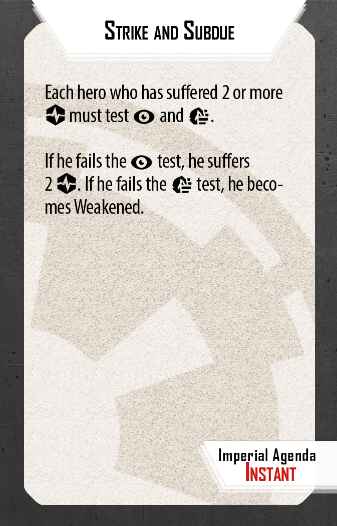 Strike and Subdue
Each hero who has suffered 2 or more
must test and .
If he fails the test, he suffers
2 . If he fails the test, he beco-
mes Weakened.
Imperial Agenda
Instant